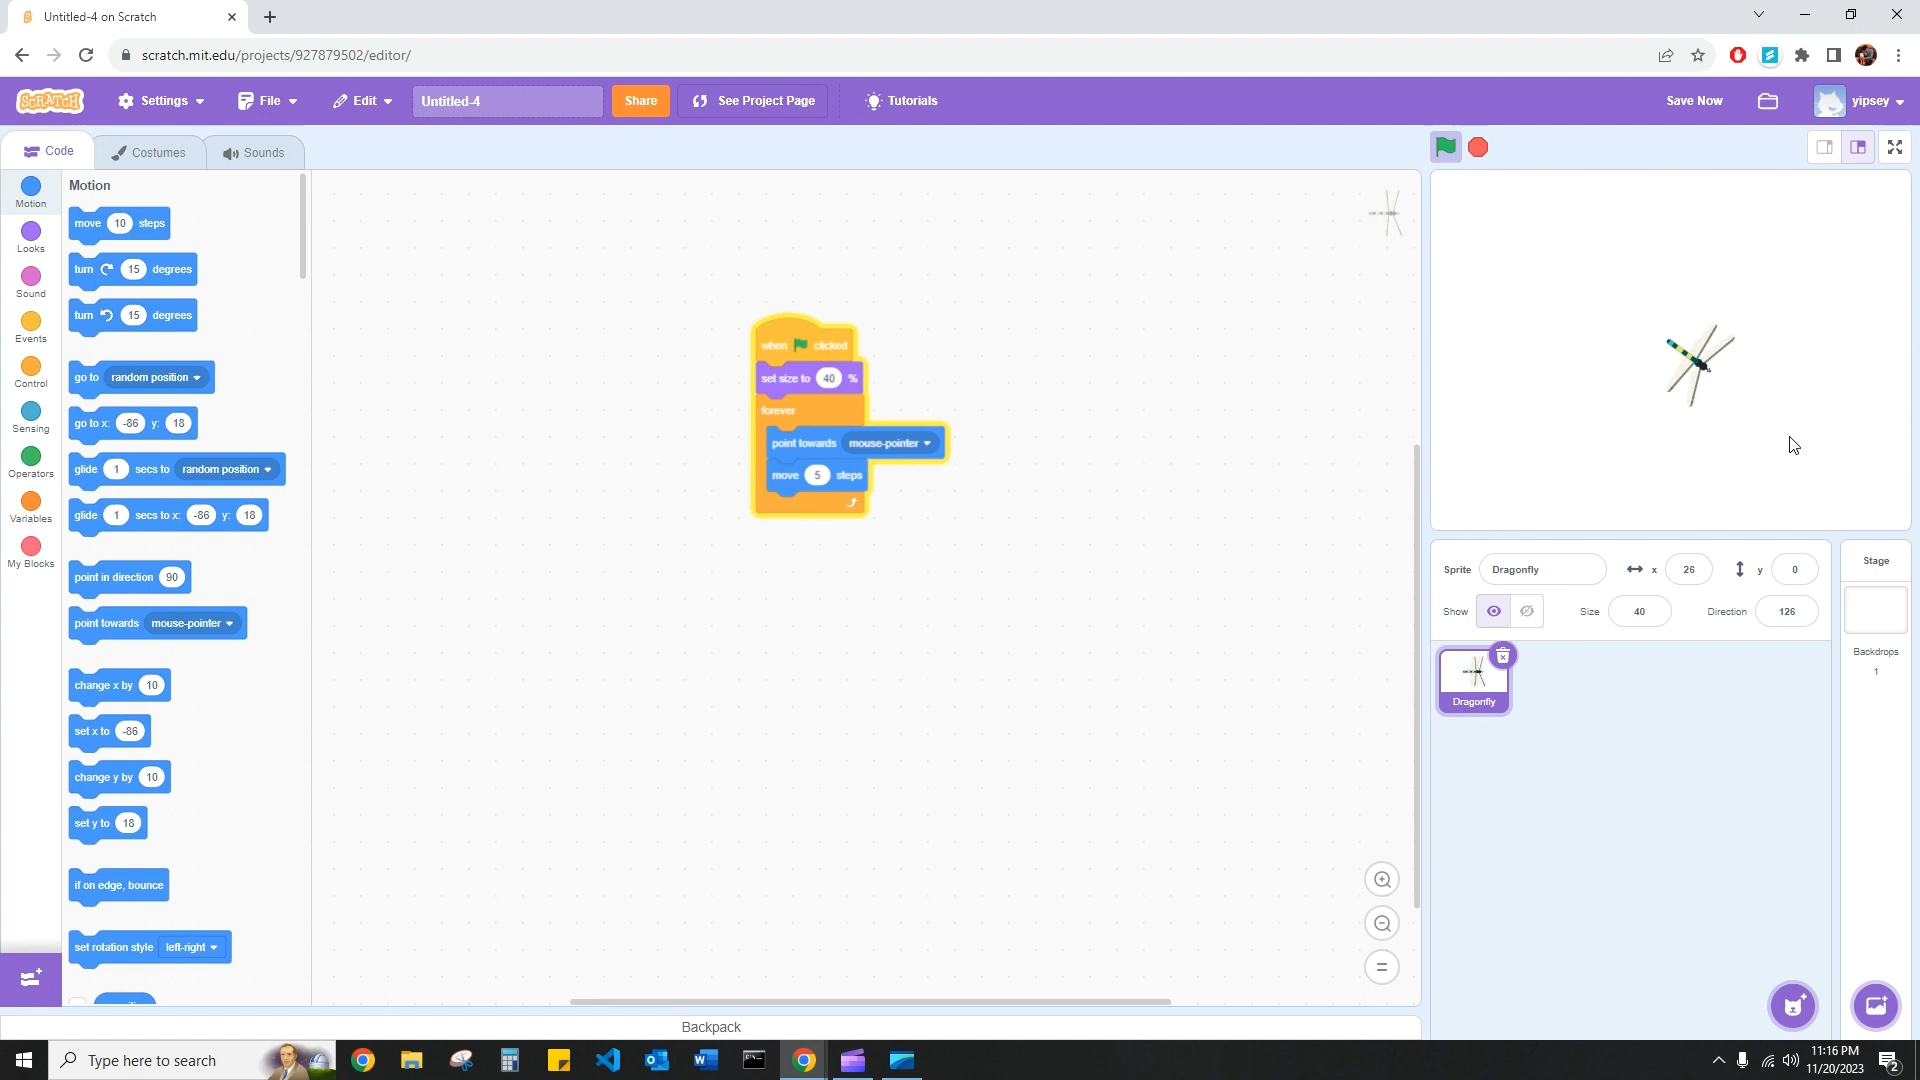 Untitled-4 on Scratch
scratch.mit.edu/projects/927879502/editor/
SCRATCH
Settings
File
Edit
Untitled-4
Share
See Project Page
Tutorials
Save Now
yipsey
Code
Costumes
Sounds
Motion
Looks
Sound
Events
Control
Sensing
Operators
Variables
My Blocks
Motion
move 10 steps
turn 15 degrees
turn 15 degrees
go to random position
go to x: -86 y: 18
glide 1 secs to random position
glide 1 secs to x: -86 y: 18
point in direction 90
point towards mouse-pointer
change x by 10
set x to -86
change y by 10
set y to 18
if on edge, bounce
set rotation style left-right
when clicked
set size to 40 %
forever
point towards mouse-pointer
move 5 steps
Sprite Dragonfly x 26 y 0
Show Size 40 Direction 126
Dragonfly
Stage
Backdrops
1
Backpack
Type here to search
11:16 PM
11/20/2023
2